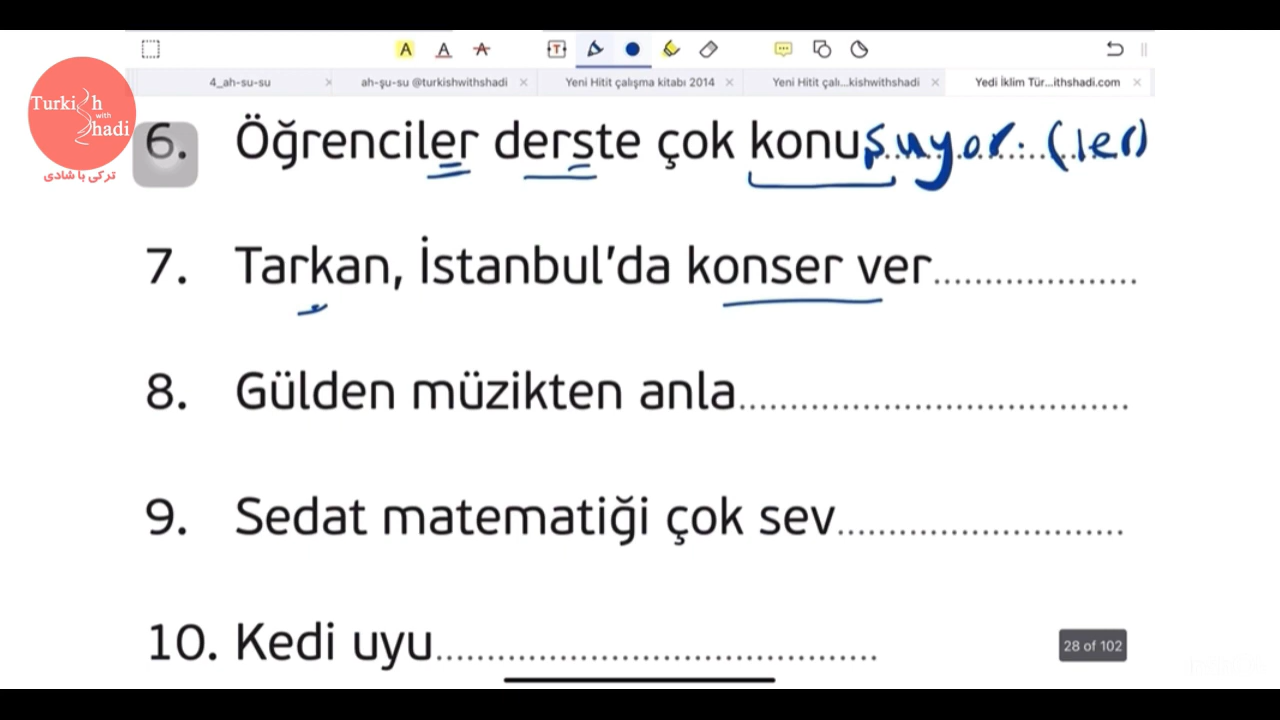 4_ah-su-su × ah-şu-su @turkishwithshadi × Yeni Hitit çalışma kitabı 2014 × Yeni Hitit çalı...kishwithshadi × Yedi İklim Tür...ithshadi.com ×
Turkish
with
Shadi
ترکی با شادی
6. Öğrenciler derste çok konuşuyor. (ler)
7. Tarkan, İstanbul'da konser ver....................
8. Gülden müzikten anla......................................
9. Sedat matematiği çok sev............................
10. Kedi uyu...........................................
28 of 102